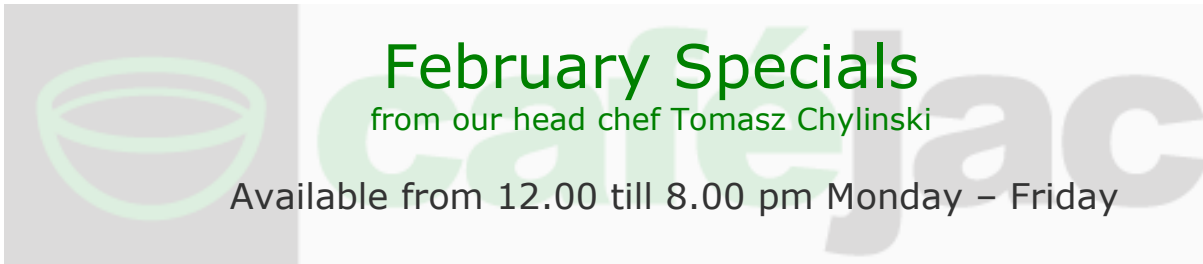 February Specials
from our head chef Tomasz Chylinski
caféjac
Available from 12.00 till 8.00 pm Monday – Friday